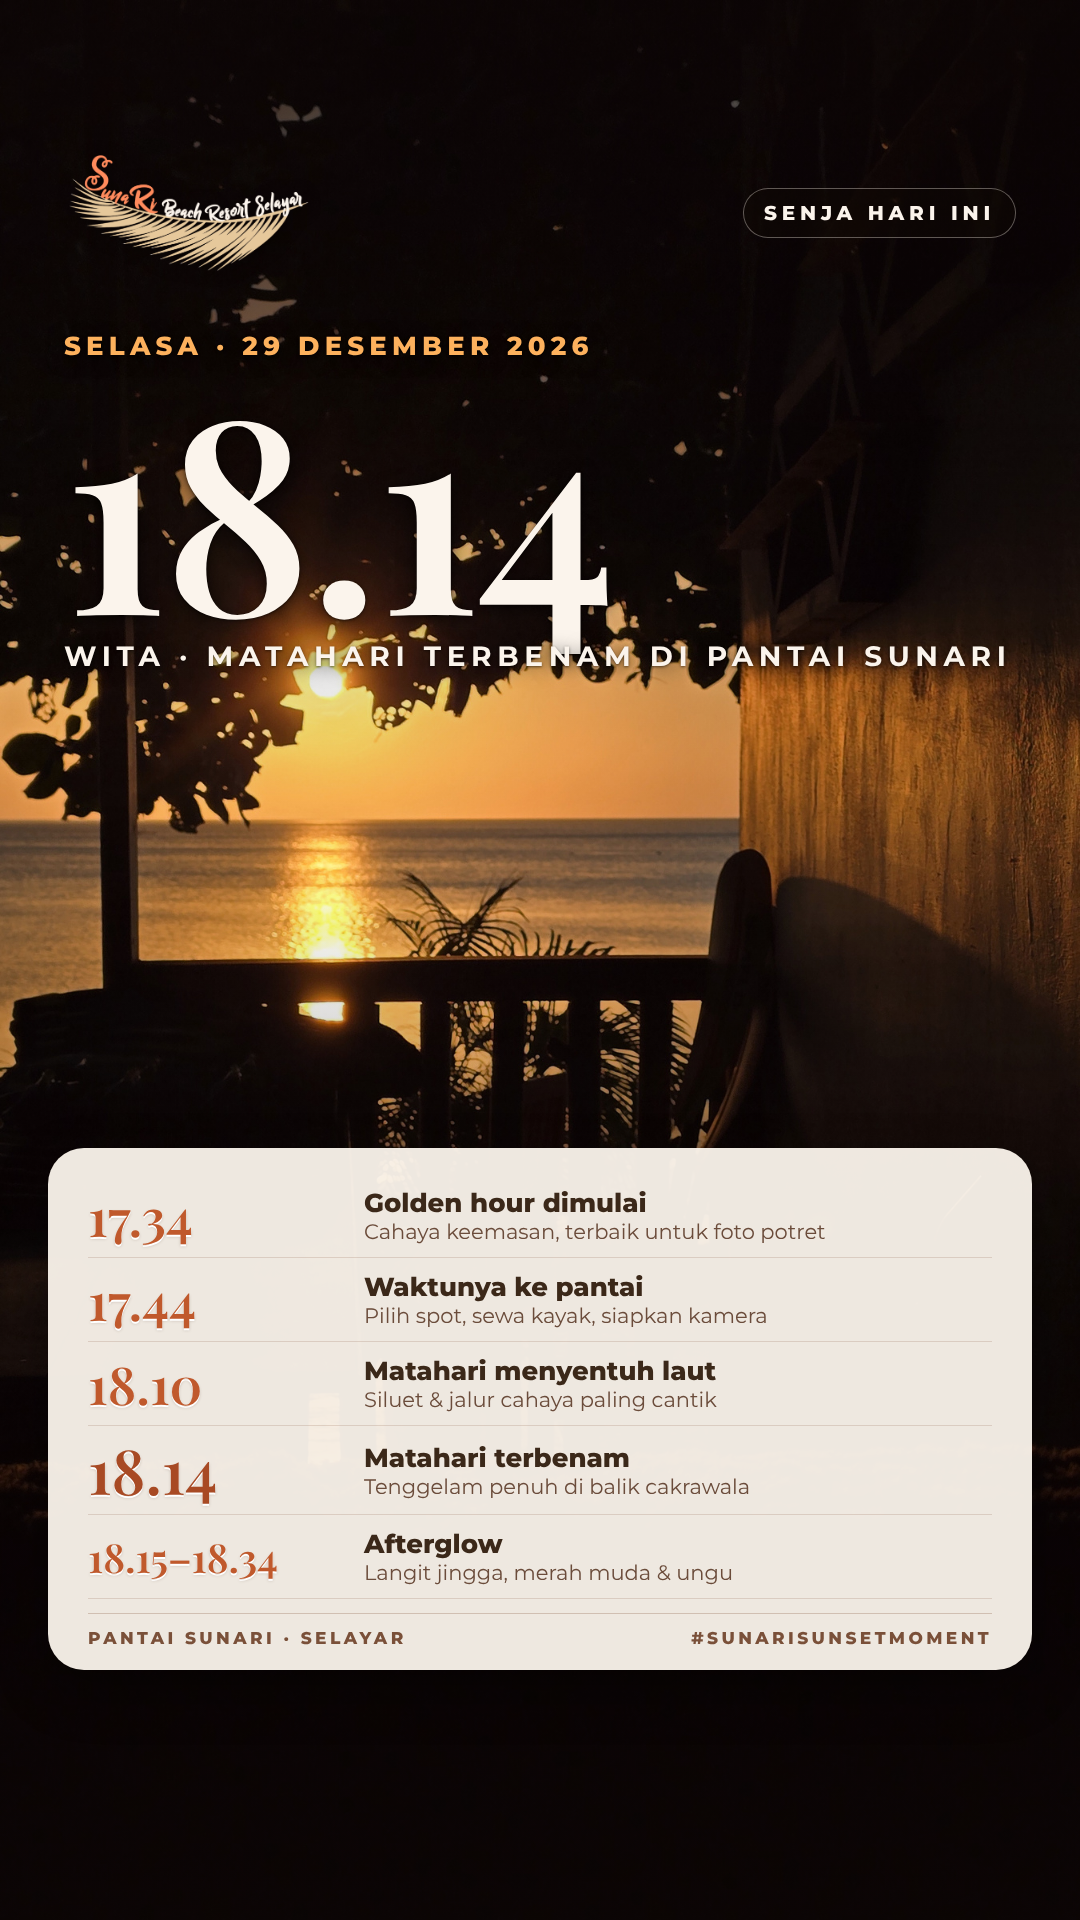 SunaRi Beach Resort Selayar
SENJA HARI INI
SELASA · 29 DESEMBER 2026
18.14
WITA · MATAHARI TERBENAM DI PANTAI SUNARI
17.34
Golden hour dimulai
Cahaya keemasan, terbaik untuk foto potret
17.44
Waktunya ke pantai
Pilih spot, sewa kayak, siapkan kamera
18.10
Matahari menyentuh laut
Siluet & jalur cahaya paling cantik
18.14
Matahari terbenam
Tenggelam penuh di balik cakrawala
18.15–18.34
Afterglow
Langit jingga, merah muda & ungu
PANTAI SUNARI · SELAYAR
#SUNARISUNSETMOMENT